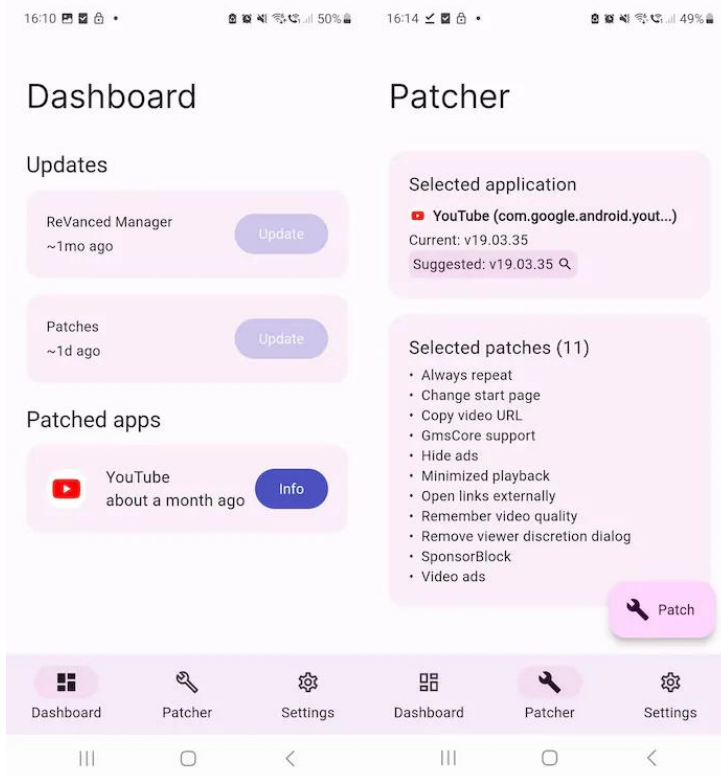 16:10
50%
Dashboard
Updates
ReVanced Manager
~1mo ago
Update
Patches
~1d ago
Update
Patched apps
YouTube
about a month ago
Info
Dashboard
Patcher
Settings
16:14
49%
Patcher
Selected application
YouTube (com.google.android.yout...)
Current: v19.03.35
Suggested: v19.03.35
Selected patches (11)
• Always repeat
• Change start page
• Copy video URL
• GmsCore support
• Hide ads
• Minimized playback
• Open links externally
• Remember video quality
• Remove viewer discretion dialog
• SponsorBlock
• Video ads
Patch
Dashboard
Patcher
Settings